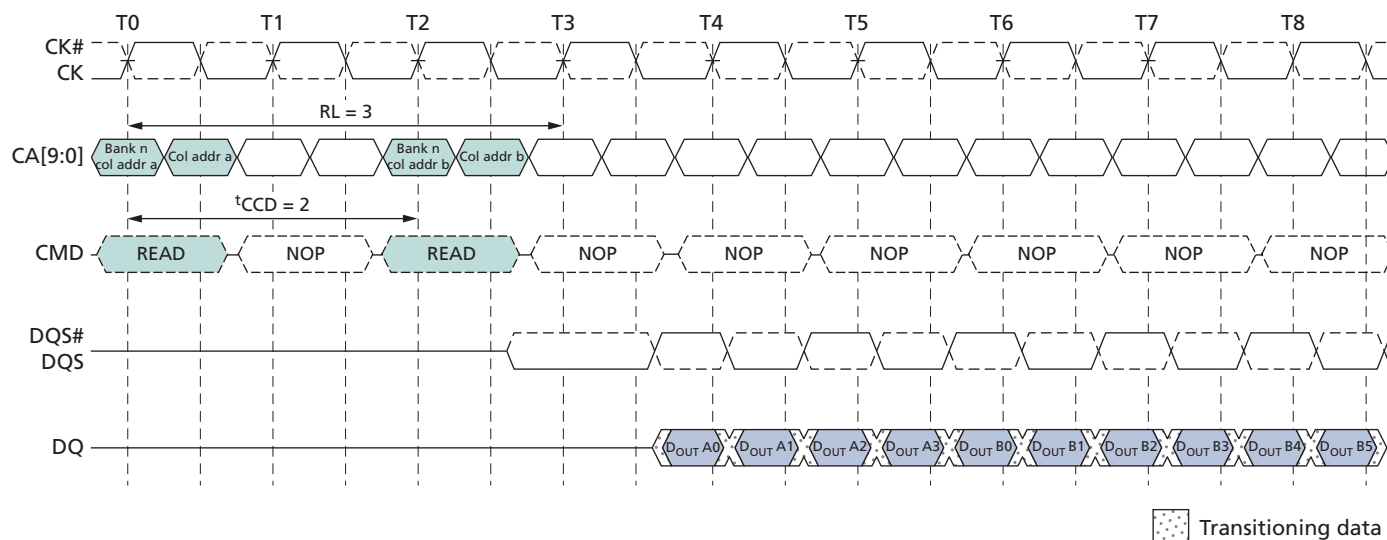 T0 T1 T2 T3 T4 T5 T6 T7 T8
CK#
CK
RL = 3
CA[9:0]
Bank n
col addr a
Col addr a
Bank n
col addr b
Col addr b
tCCD = 2
CMD READ NOP READ NOP NOP NOP NOP NOP NOP
DQS#
DQS
DQ DOUT A0 DOUT A1 DOUT A2 DOUT A3 DOUT B0 DOUT B1 DOUT B2 DOUT B3 DOUT B4 DOUT B5
Transitioning data